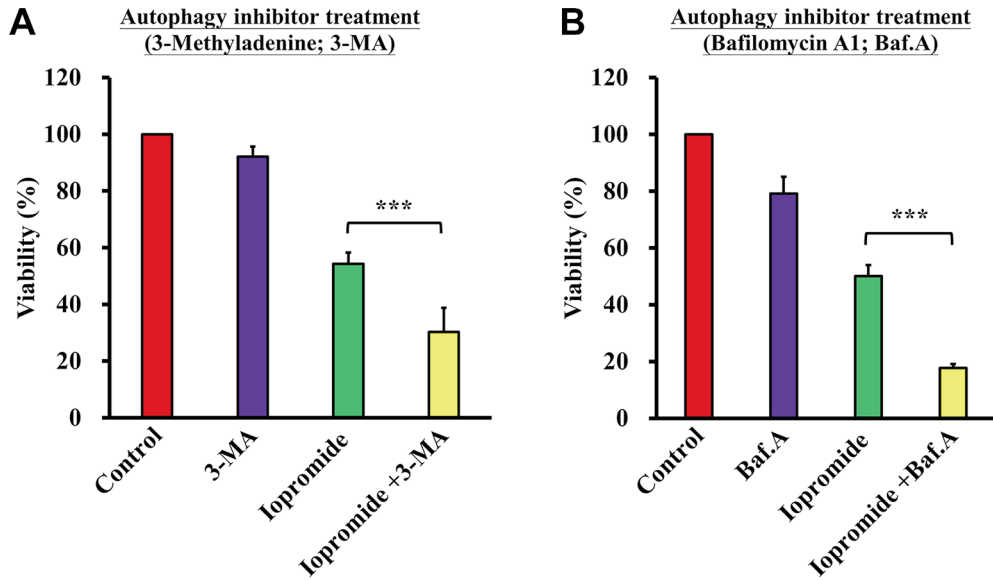 A
Autophagy inhibitor treatment
(3-Methyladenine; 3-MA)
Viability (%)
120
100
80
60
40
20
0
***
Control
3-MA
Iopromide
Iopromide +3-MA
B
Autophagy inhibitor treatment
(Bafilomycin A1; Baf.A)
Viability (%)
120
100
80
60
40
20
0
***
Control
Baf.A
Iopromide
Iopromide +Baf.A